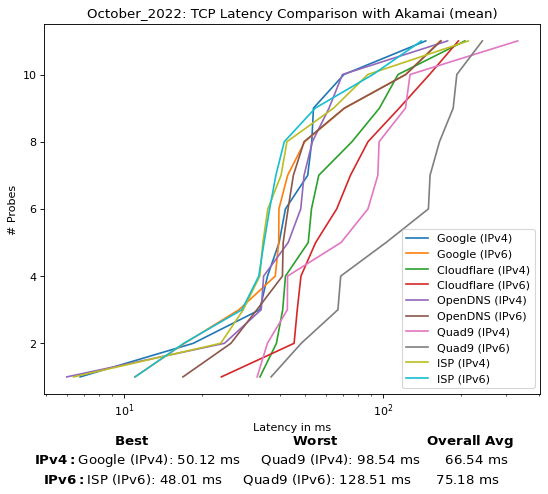 October_2022: TCP Latency Comparison with Akamai (mean)
# Probes
10
8
6
4
2
Google (IPv4)
Google (IPv6)
Cloudflare (IPv4)
Cloudflare (IPv6)
OpenDNS (IPv4)
OpenDNS (IPv6)
Quad9 (IPv4)
Quad9 (IPv6)
ISP (IPv4)
ISP (IPv6)
10¹ 10²
Latency in ms
Best Worst Overall Avg
IPv4: Google (IPv4): 50.12 ms Quad9 (IPv4): 98.54 ms 66.54 ms
IPv6: ISP (IPv6): 48.01 ms Quad9 (IPv6): 128.51 ms 75.18 ms